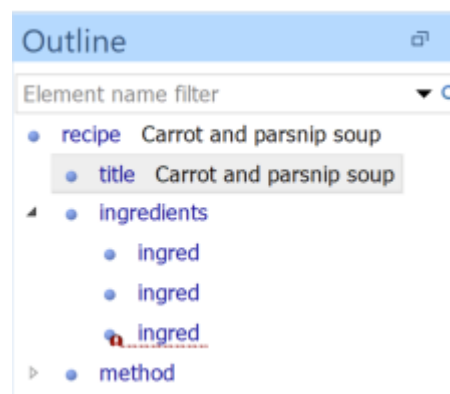 Outline
Element name filter
recipe Carrot and parsnip soup
title Carrot and parsnip soup
ingredients
ingred
ingred
ingred
method